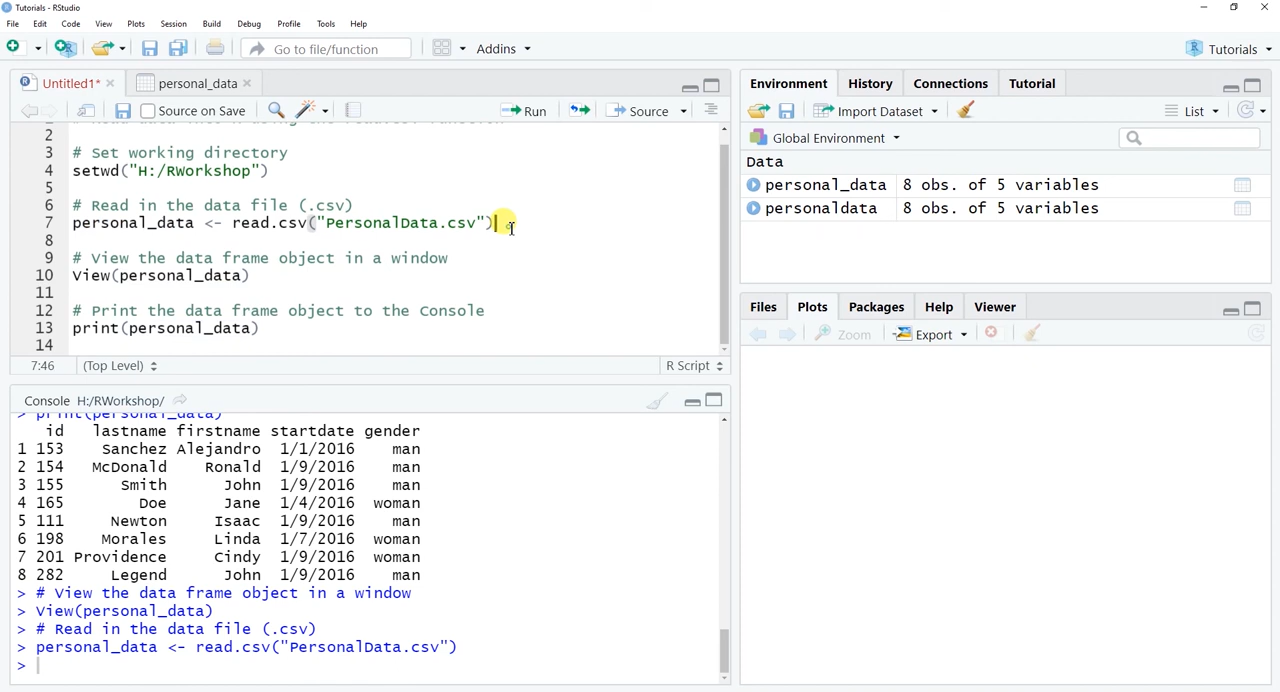 Tutorials - RStudio
File Edit Code View Plots Session Build Debug Profile Tools Help
Go to file/function Addins Tutorials
Untitled1* personal_data
Source on Save Run Source
2
3 # Set working directory
4 setwd("H:/RWorkshop")
5
6 # Read in the data file (.csv)
7 personal_data <- read.csv("PersonalData.csv")
8
9 # View the data frame object in a window
10 View(personal_data)
11
12 # Print the data frame object to the Console
13 print(personal_data)
14
7:46 (Top Level) R Script
Console H:/RWorkshop/
> print(personal_data)
id lastname firstname startdate gender
1 153 Sanchez Alejandro 1/1/2016 man
2 154 McDonald Ronald 1/9/2016 man
3 155 Smith John 1/9/2016 man
4 165 Doe Jane 1/4/2016 woman
5 111 Newton Isaac 1/9/2016 man
6 198 Morales Linda 1/7/2016 woman
7 201 Providence Cindy 1/9/2016 woman
8 282 Legend John 1/9/2016 man
> # View the data frame object in a window
> View(personal_data)
> # Read in the data file (.csv)
> personal_data <- read.csv("PersonalData.csv")
>
Environment History Connections Tutorial
Import Dataset List
Global Environment
Data
personal_data 8 obs. of 5 variables
personaldata 8 obs. of 5 variables
Files Plots Packages Help Viewer
Zoom Export